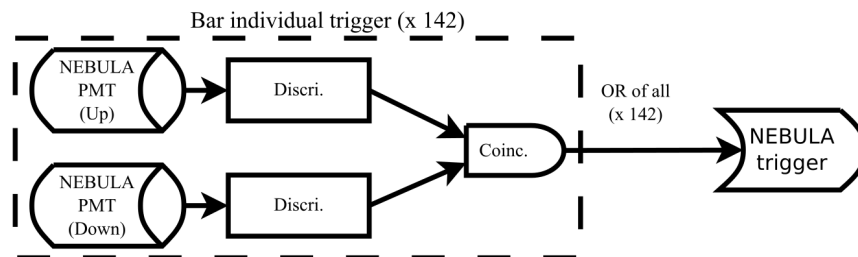 Bar individual trigger (x 142)
NEBULA
PMT
(Up)
Discri.
OR of all
(x 142)
Coinc.
NEBULA
trigger
NEBULA
PMT
(Down)
Discri.